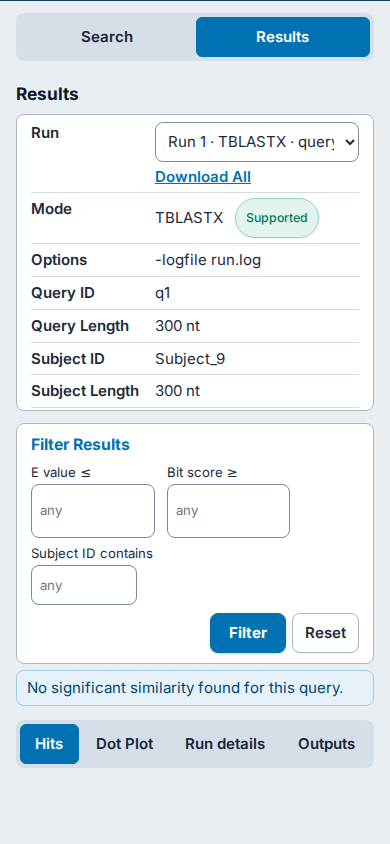 Search Results
Results
Run Run 1 · TBLASTX · query
Download All
Mode TBLASTX Supported
Options -logfile run.log
Query ID q1
Query Length 300 nt
Subject ID Subject_9
Subject Length 300 nt
Filter Results
E value ≤ Bit score ≥
any any
Subject ID contains
any
Filter Reset
No significant similarity found for this query.
Hits Dot Plot Run details Outputs